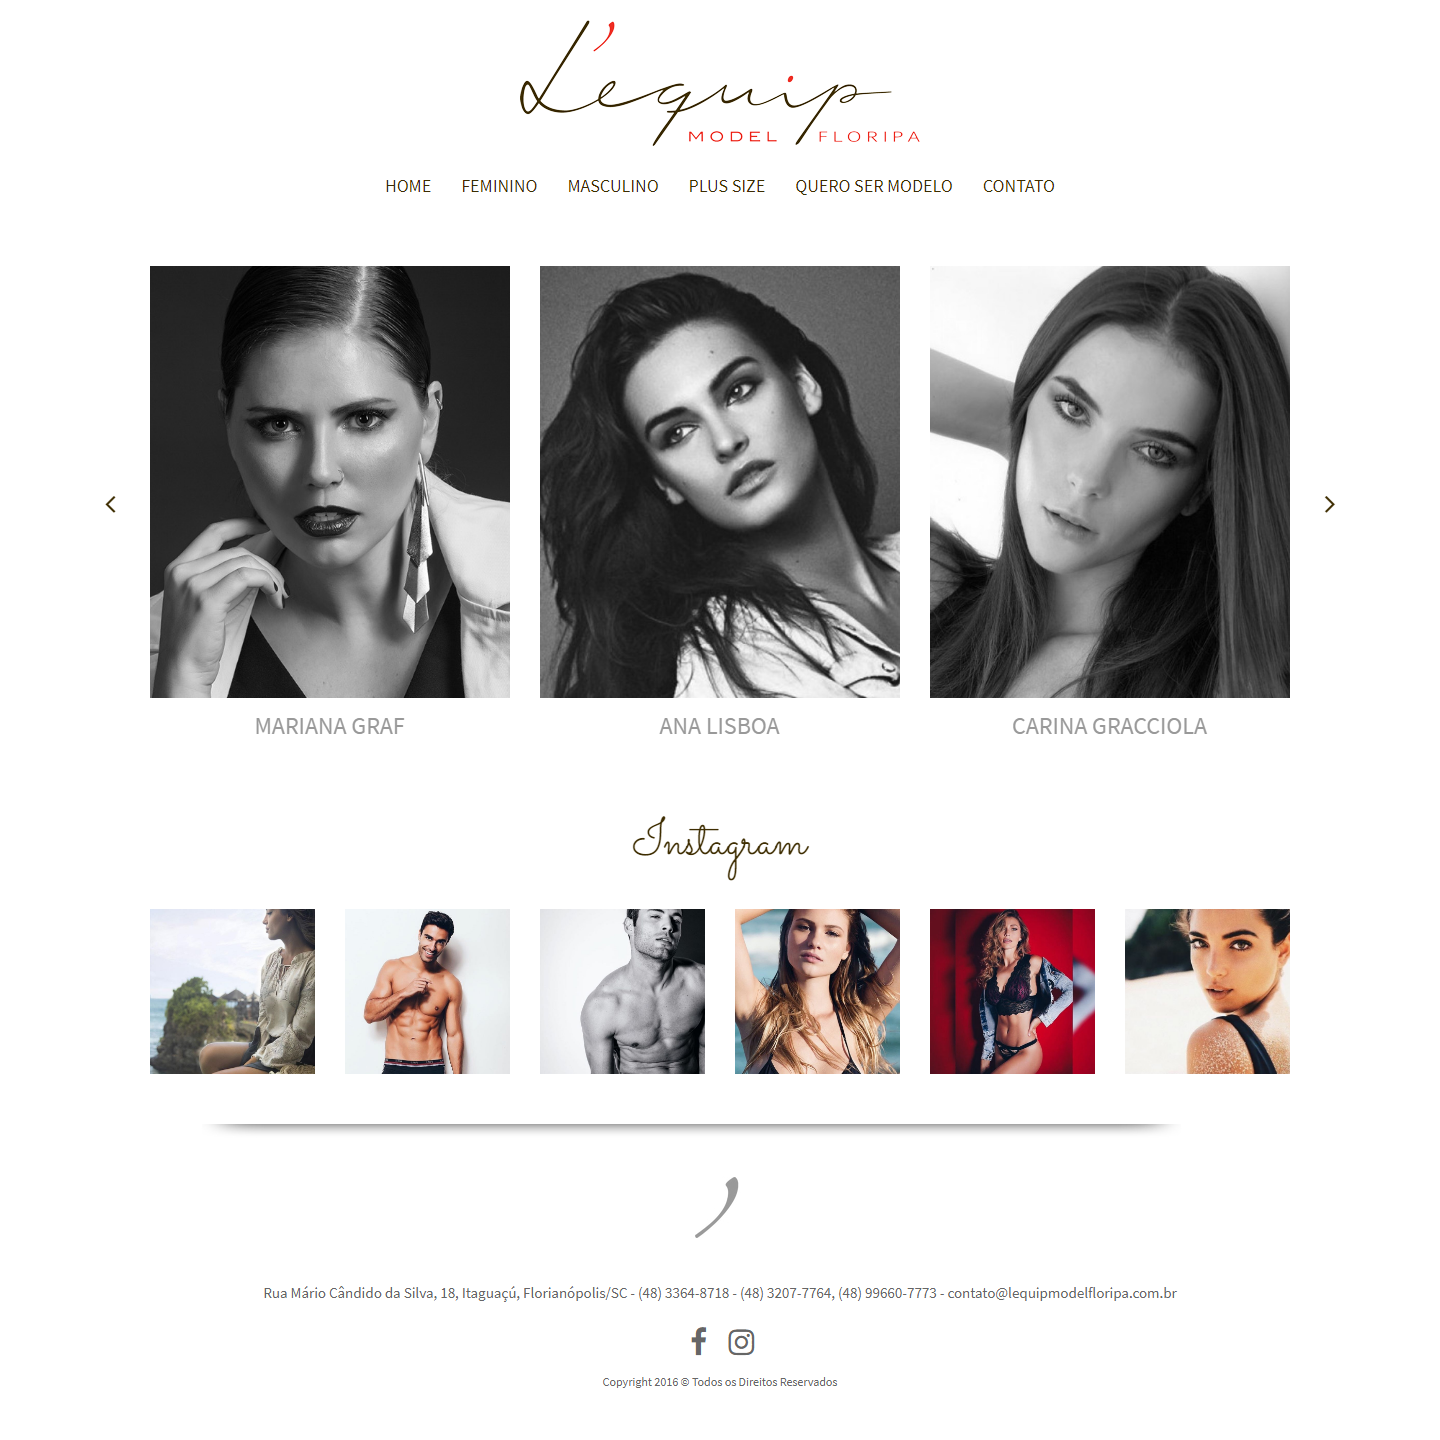 L'equip
MODEL FLORIPA
HOME FEMININO MASCULINO PLUS SIZE QUERO SER MODELO CONTATO
MARIANA GRAF ANA LISBOA CARINA GRACCIOLA
Instagram
Rua Mário Cândido da Silva, 18, Itaguaçú, Florianópolis/SC - (48) 3364-8718 - (48) 3207-7764, (48) 99660-7773 - contato@lequipmodelfloripa.com.br
Copyright 2016 © Todos os Direitos Reservados